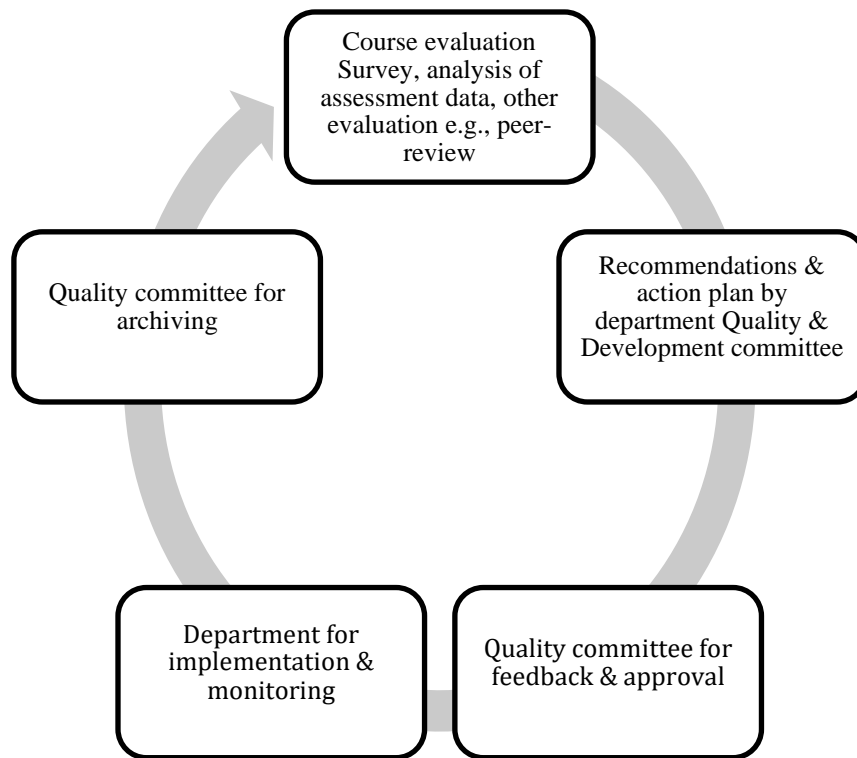 Course evaluation
Survey, analysis of
assessment data, other
evaluation e.g., peer-
review
Recommendations &
action plan by
department Quality &
Development committee
Quality committee for
feedback & approval
Department for
implementation &
monitoring
Quality committee for
archiving